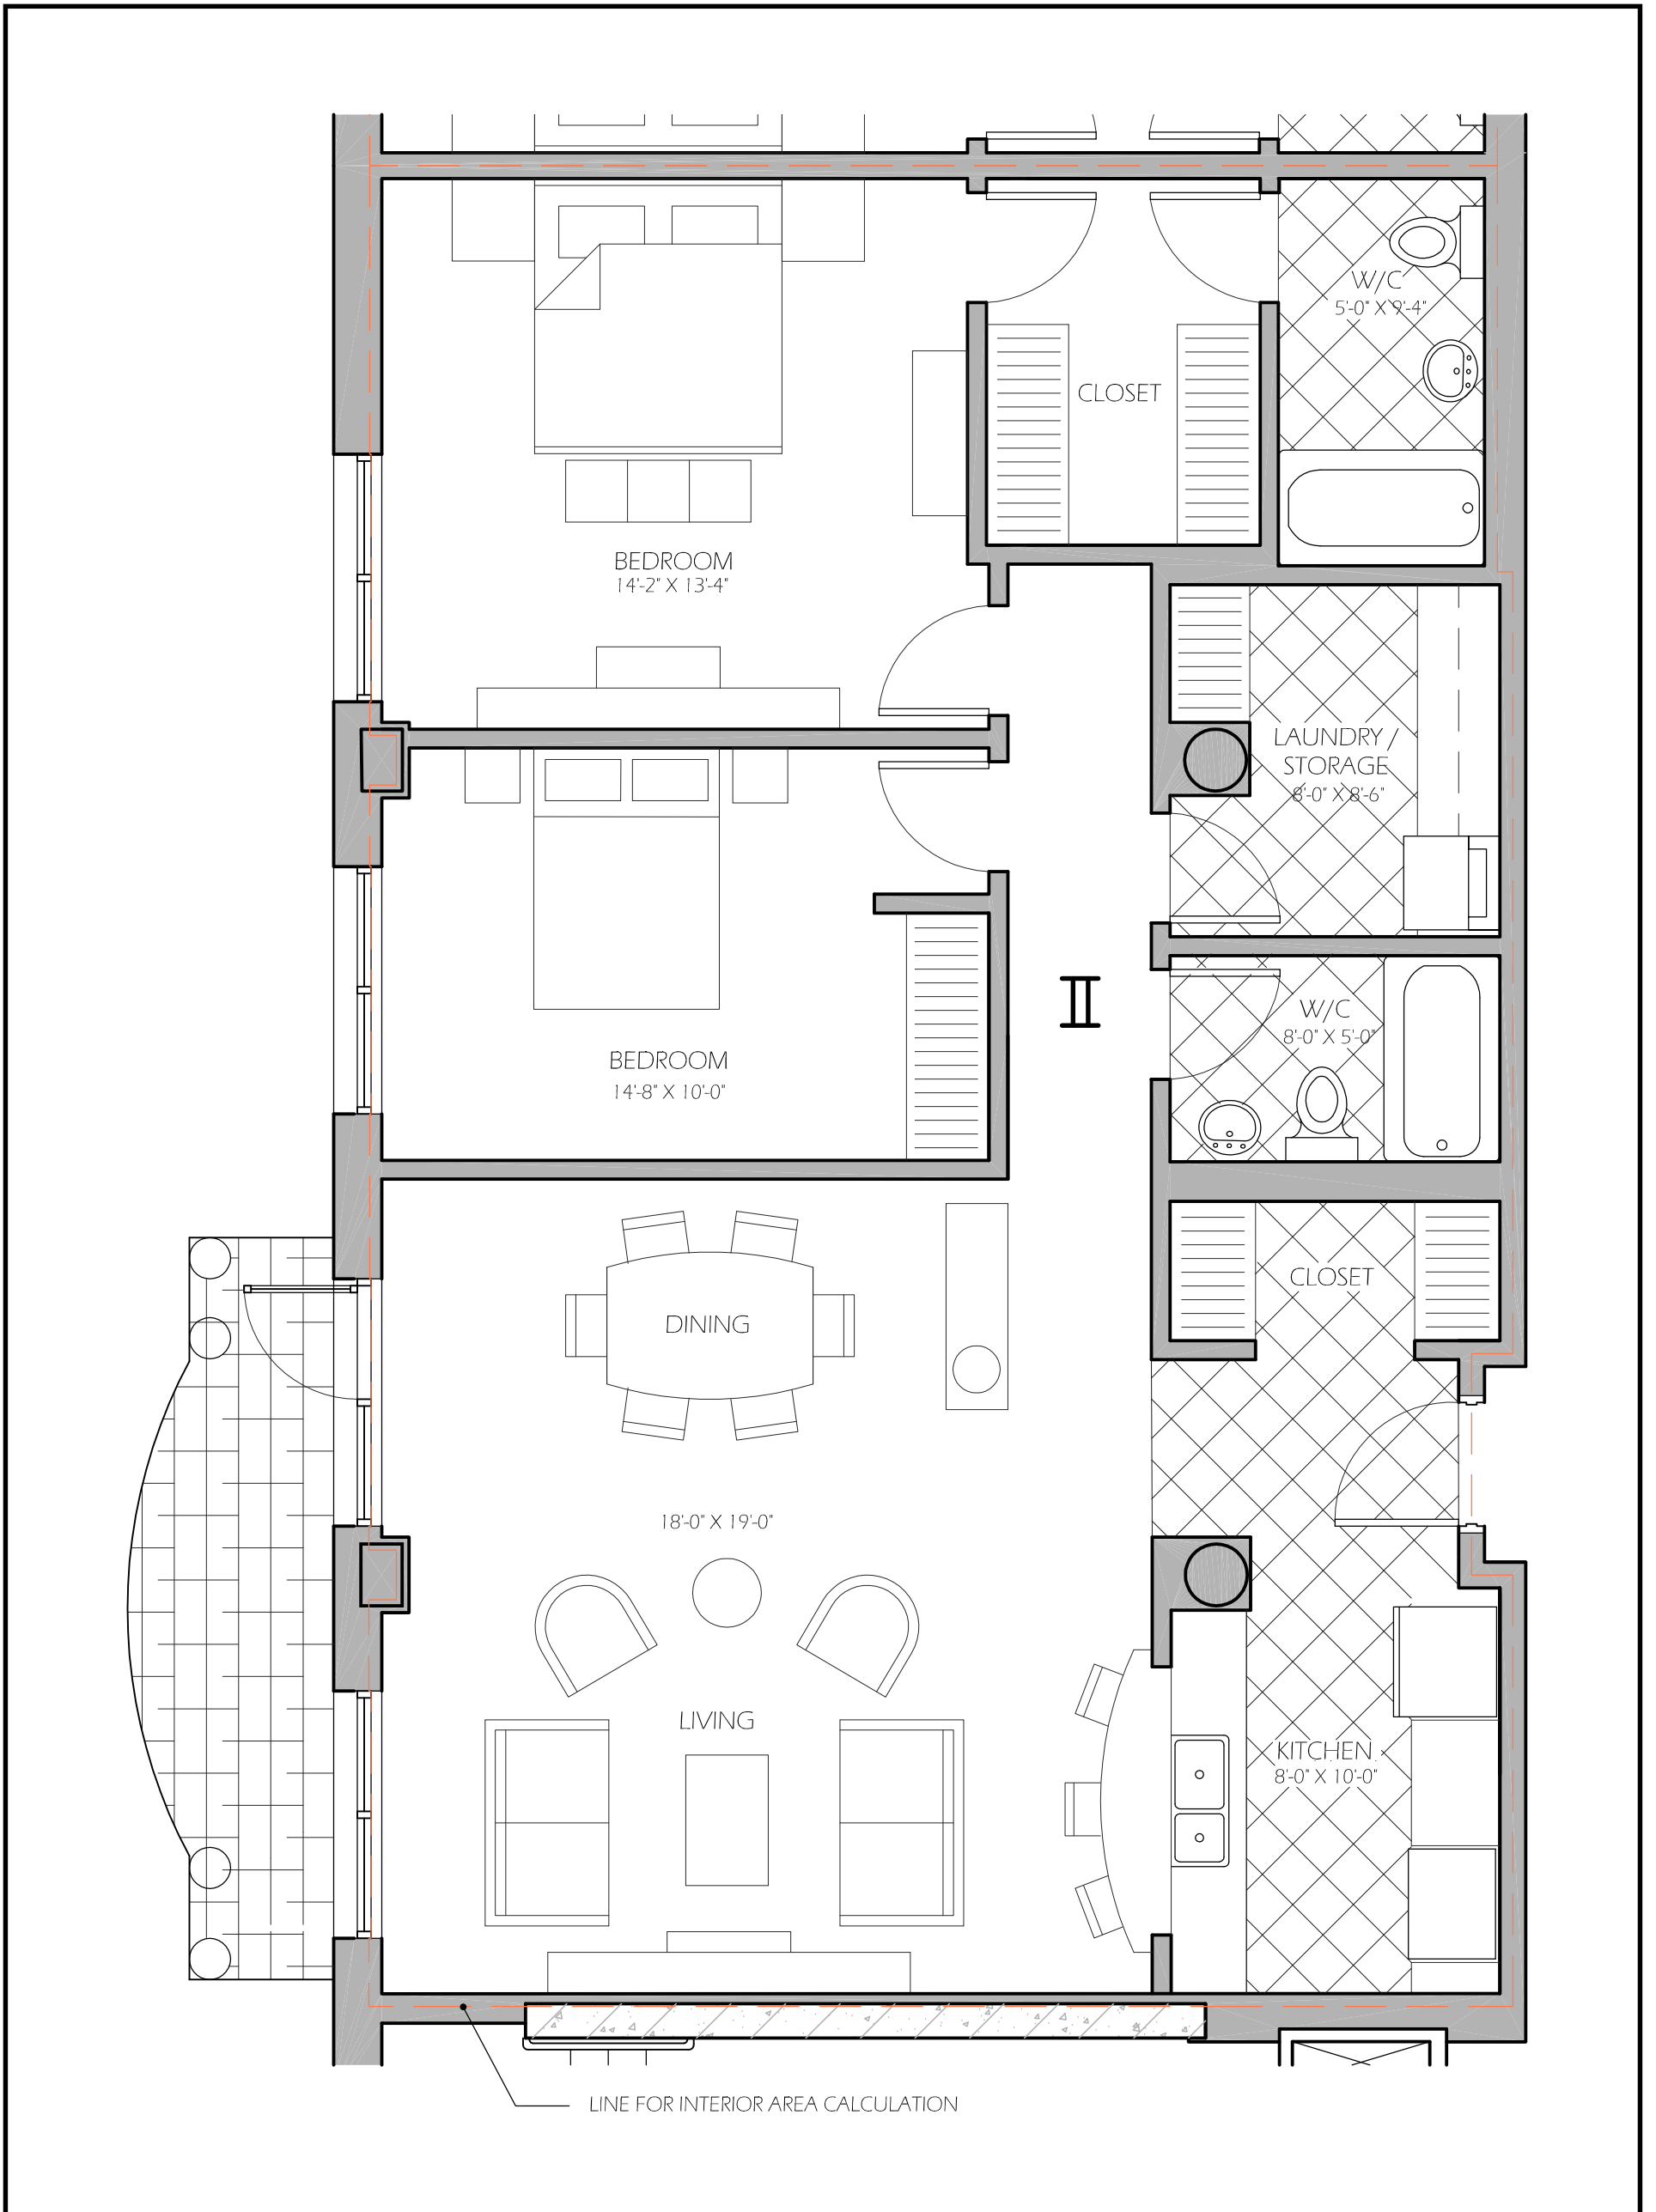 W/C
5'-0" X 9'-4"
CLOSET
BEDROOM
14'-2" X 13'-4"
LAUNDRY /
STORAGE
8'-0" X 8'-6"
II
W/C
8'-0" X 5'-0"
BEDROOM
14'-8" X 10'-0"
CLOSET
DINING
18'-0" X 19'-0"
LIVING
KITCHEN
8'-0" X 10'-0"
LINE FOR INTERIOR AREA CALCULATION